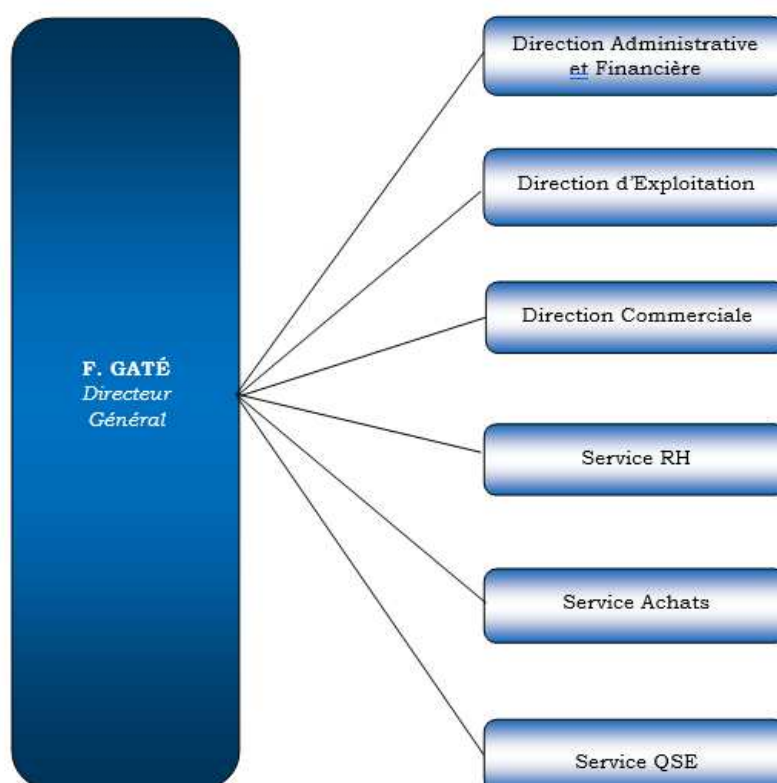 F. GATÉ
Directeur
Général
Direction Administrative
et Financière
Direction d'Exploitation
Direction Commerciale
Service RH
Service Achats
Service QSE